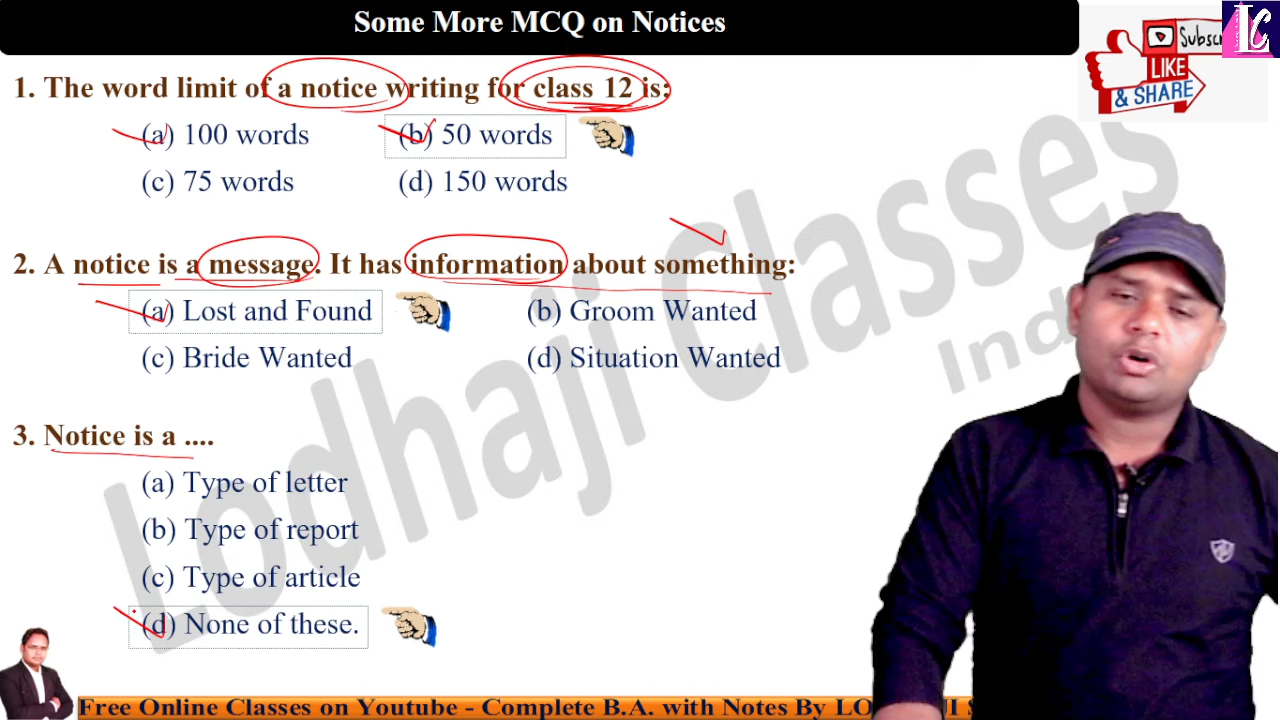 Some More MCQ on Notices
LIKE
& SHARE
LC
1. The word limit of a notice writing for class 12 is:
(a) 100 words (b) 50 words
(c) 75 words (d) 150 words
2. A notice is a message. It has information about something:
(a) Lost and Found (b) Groom Wanted
(c) Bride Wanted (d) Situation Wanted
3. Notice is a ....
(a) Type of letter
(b) Type of report
(c) Type of article
(d) None of these.
Lodhaji Classes
Free Online Classes on Youtube - Complete B.A. with Notes By